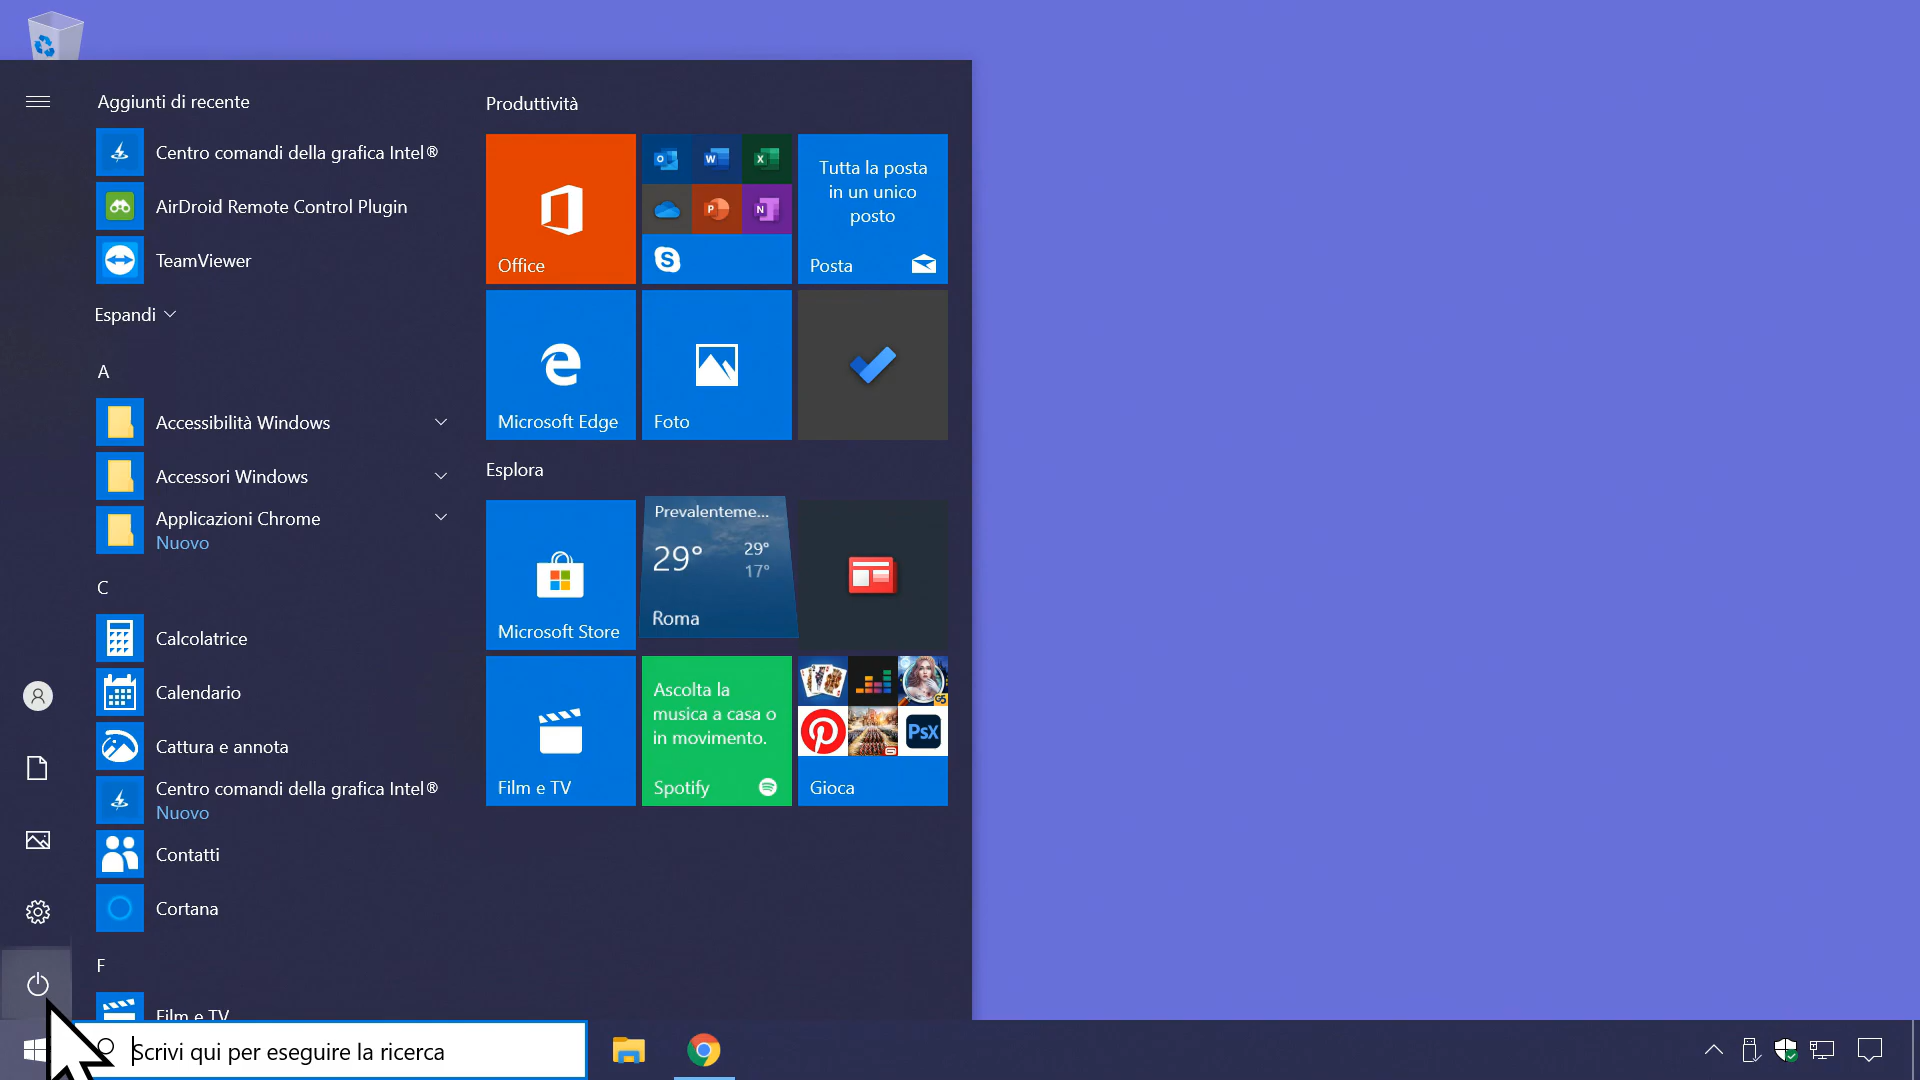 Aggiunti di recente
Centro comandi della grafica Intel®
AirDroid Remote Control Plugin
TeamViewer
Espandi
A
Accessibilità Windows
Accessori Windows
Applicazioni Chrome
Nuovo
C
Calcolatrice
Calendario
Cattura e annota
Centro comandi della grafica Intel®
Nuovo
Contatti
Cortana
F
Film e TV
Produttività
Office
Tutta la posta
in un unico
posto
Posta
Microsoft Edge
Foto
Esplora
Microsoft Store
Prevalenteme...
29°
29°
17°
Roma
Film e TV
Ascolta la
musica a casa o
in movimento.
Spotify
PsX
Gioca
Scrivi qui per eseguire la ricerca